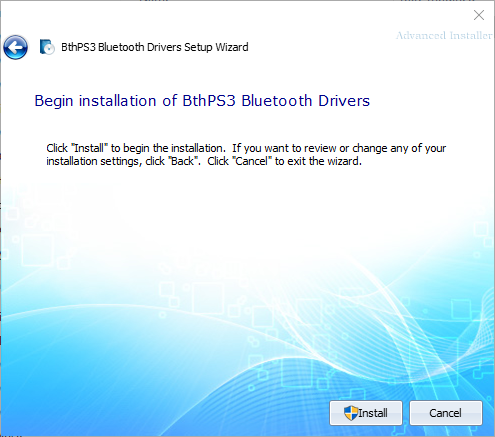 Advanced Installer
BthPS3 Bluetooth Drivers Setup Wizard
Begin installation of BthPS3 Bluetooth Drivers
Click "Install" to begin the installation.  If you want to review or change any of your
installation settings, click "Back".  Click "Cancel" to exit the wizard.
Install
Cancel